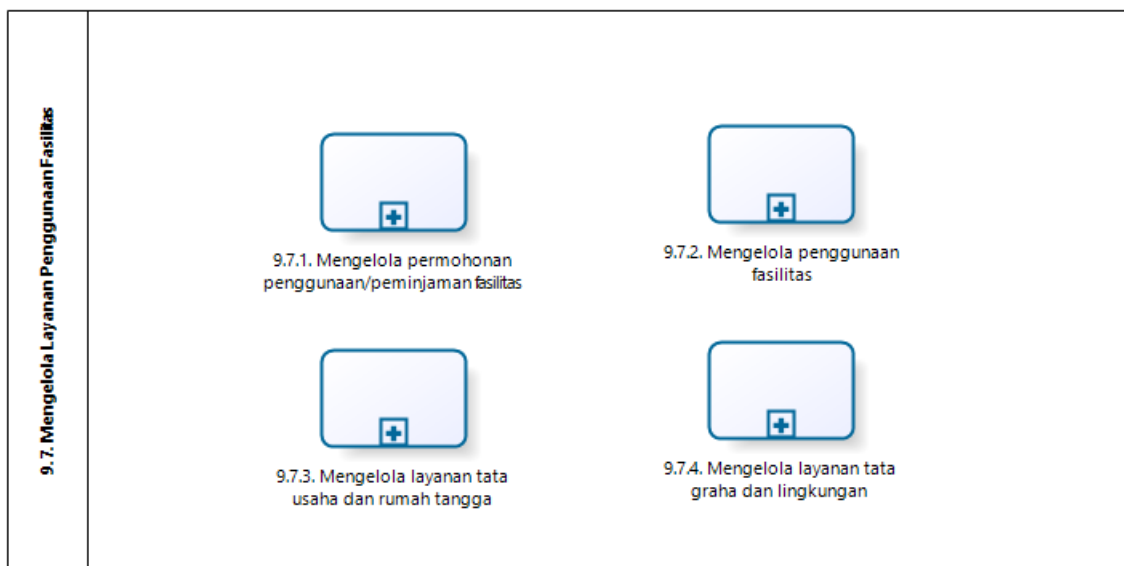 9.7. Mengelola Layanan Penggunaan Fasilitas
9.7.1. Mengelola permohonan
penggunaan/peminjaman fasilitas
9.7.2. Mengelola penggunaan
fasilitas
9.7.3. Mengelola layanan tata
usaha dan rumah tangga
9.7.4. Mengelola layanan tata
graha dan lingkungan